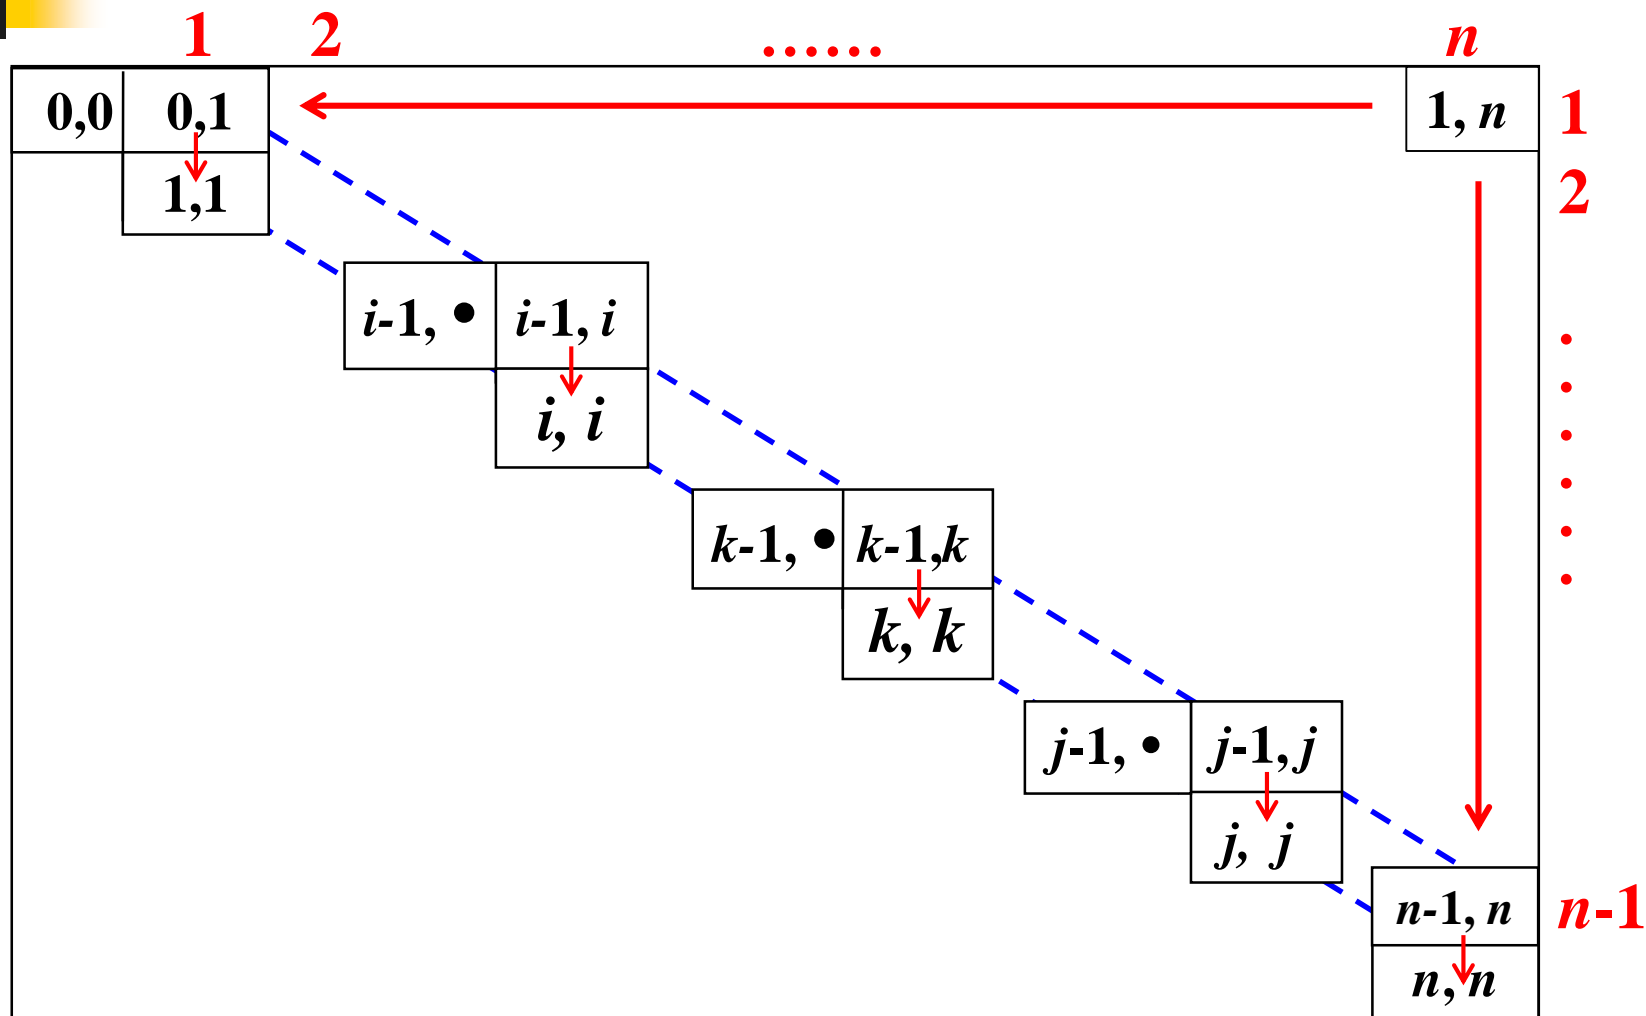 1 2 ...... n
0,0 0,1 1, n 1
1,1 2
i-1, • i-1, i
i, i
k-1, • k-1,k
k, k
j-1, • j-1, j
j, j
n-1, n n-1
n, n